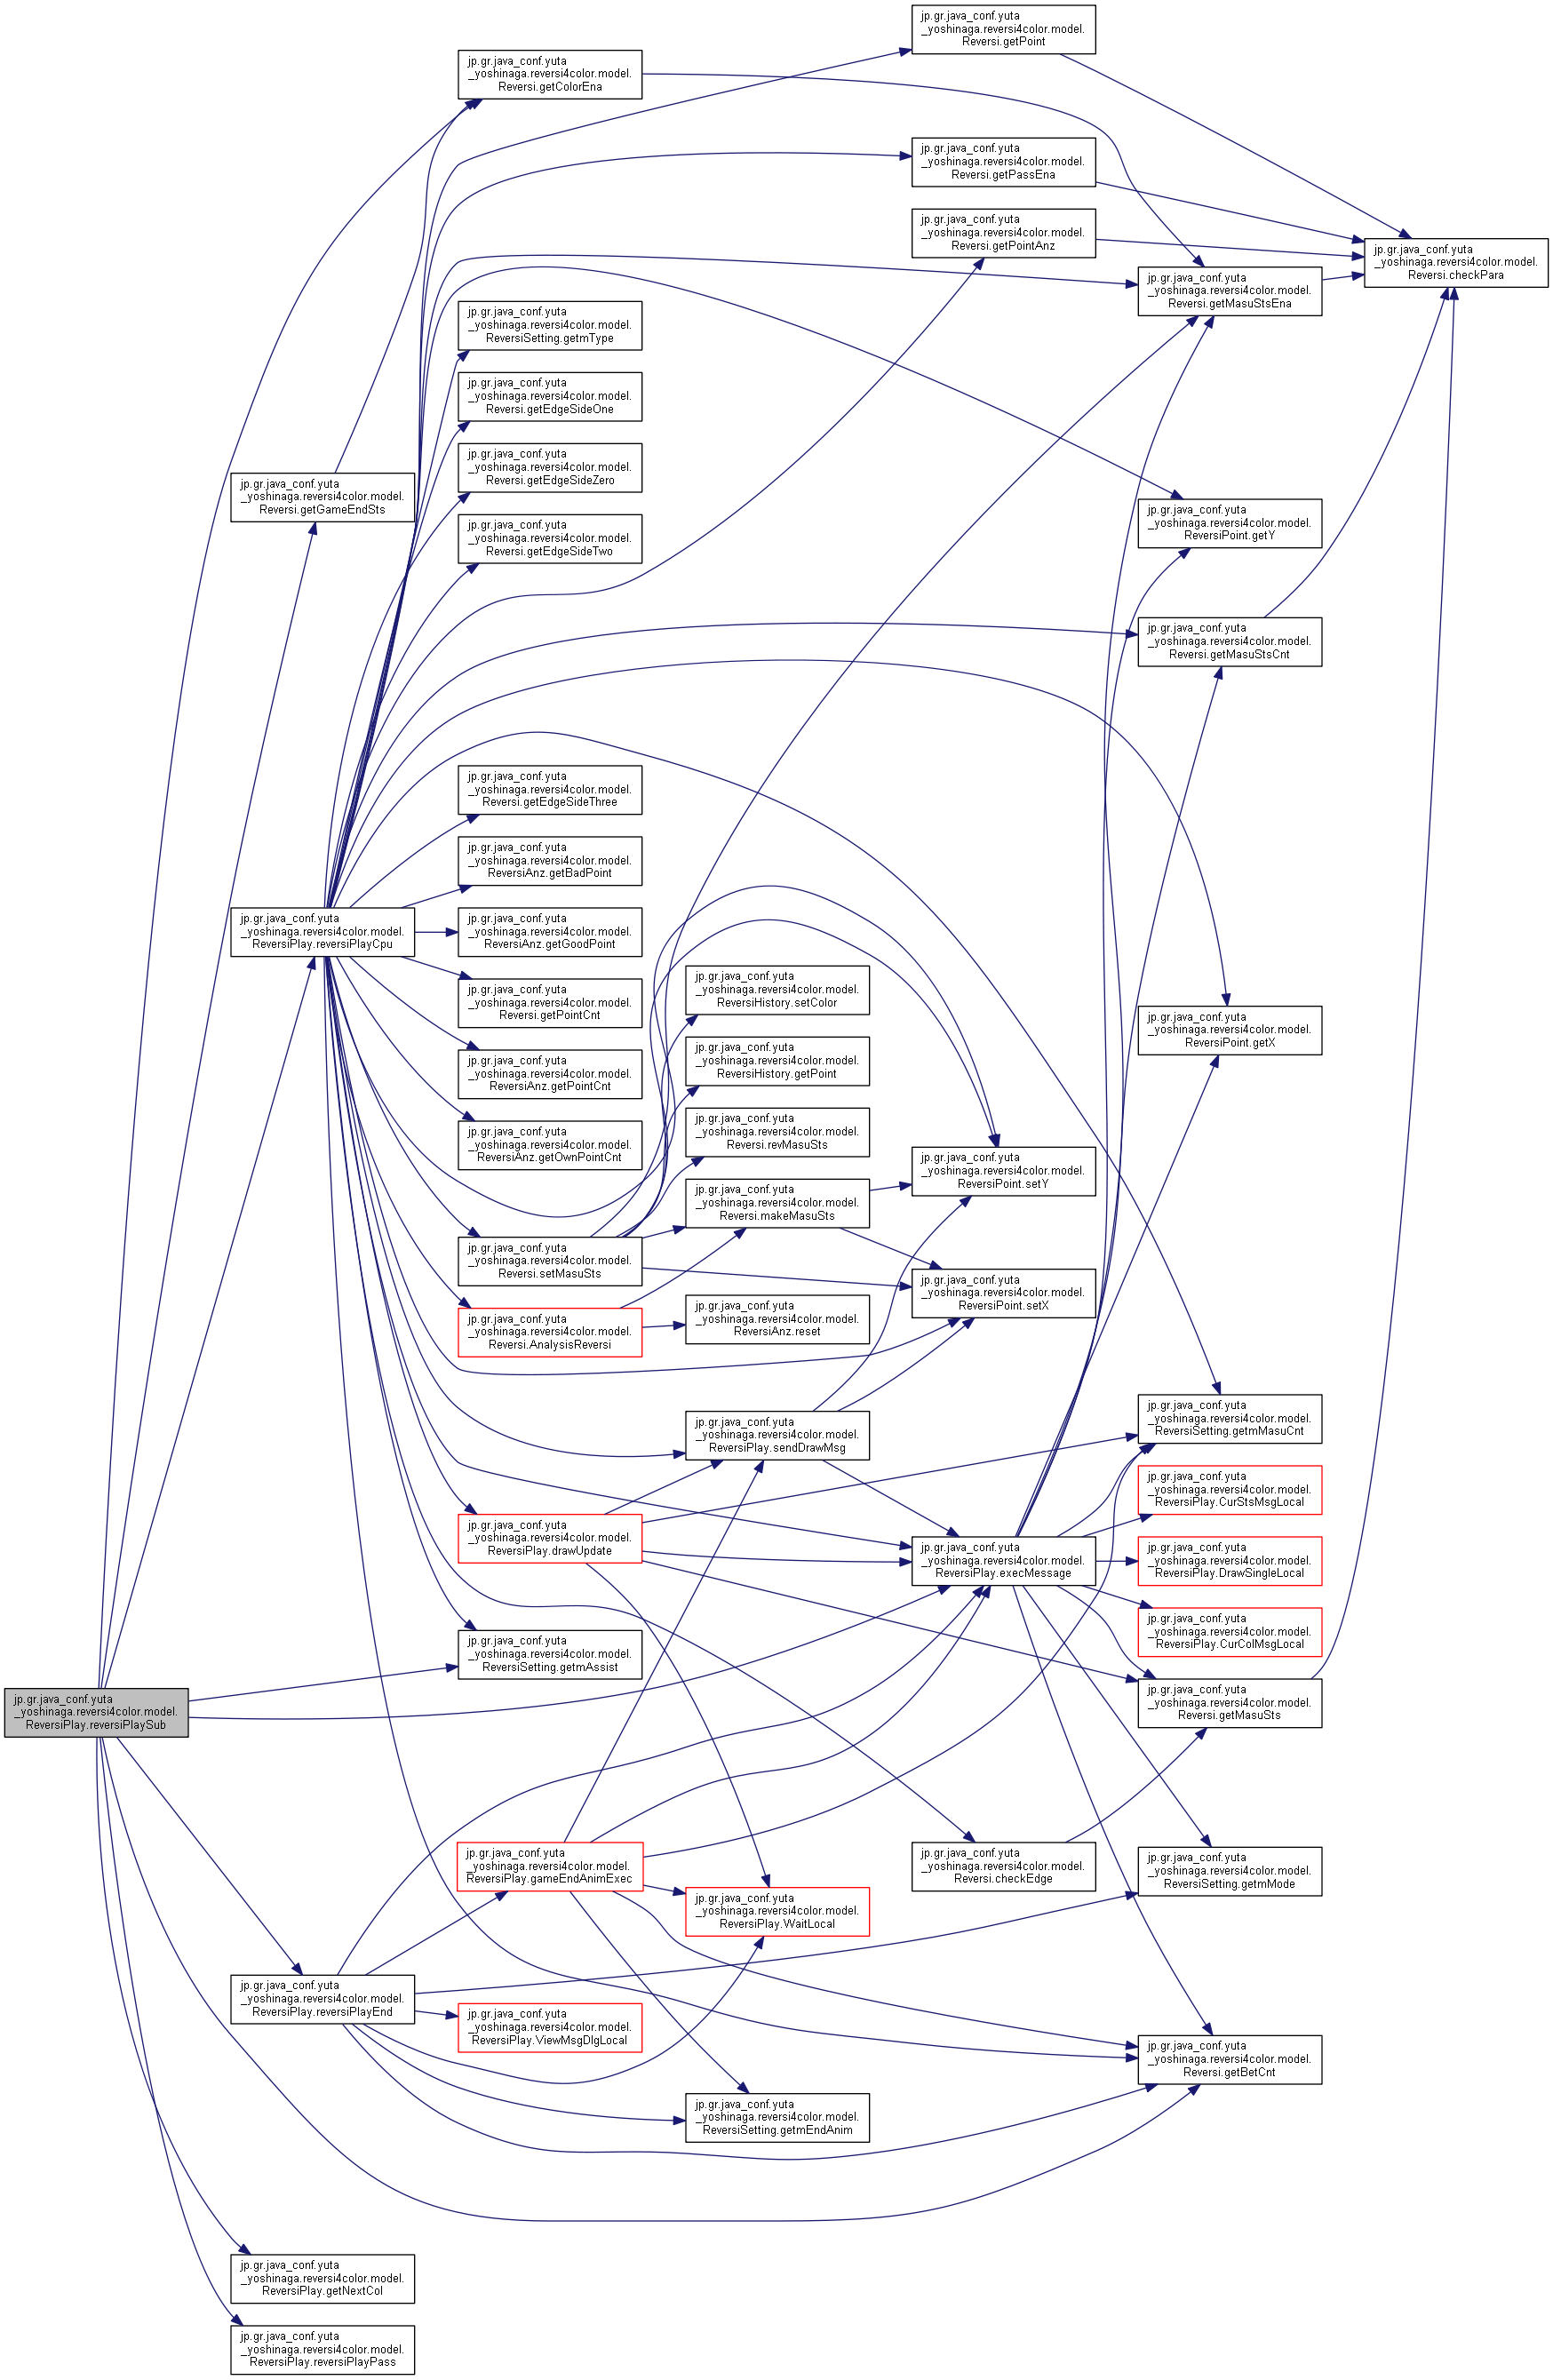 jp.gr.java_conf.yuta
_yoshinaga.reversi4color.model.
ReversiPlay.reversiPlaySub
jp.gr.java_conf.yuta
_yoshinaga.reversi4color.model.
Reversi.getGameEndSts
jp.gr.java_conf.yuta
_yoshinaga.reversi4color.model.
ReversiPlay.reversiPlayCpu
jp.gr.java_conf.yuta
_yoshinaga.reversi4color.model.
ReversiPlay.reversiPlayEnd
jp.gr.java_conf.yuta
_yoshinaga.reversi4color.model.
ReversiPlay.getNextCol
jp.gr.java_conf.yuta
_yoshinaga.reversi4color.model.
ReversiPlay.reversiPlayPass
jp.gr.java_conf.yuta
_yoshinaga.reversi4color.model.
Reversi.getColorEna
jp.gr.java_conf.yuta
_yoshinaga.reversi4color.model.
ReversiSetting.getmType
jp.gr.java_conf.yuta
_yoshinaga.reversi4color.model.
Reversi.getEdgeSideOne
jp.gr.java_conf.yuta
_yoshinaga.reversi4color.model.
Reversi.getEdgeSideZero
jp.gr.java_conf.yuta
_yoshinaga.reversi4color.model.
Reversi.getEdgeSideTwo
jp.gr.java_conf.yuta
_yoshinaga.reversi4color.model.
Reversi.getEdgeSideThree
jp.gr.java_conf.yuta
_yoshinaga.reversi4color.model.
ReversiAnz.getBadPoint
jp.gr.java_conf.yuta
_yoshinaga.reversi4color.model.
ReversiAnz.getGoodPoint
jp.gr.java_conf.yuta
_yoshinaga.reversi4color.model.
Reversi.getPointCnt
jp.gr.java_conf.yuta
_yoshinaga.reversi4color.model.
ReversiAnz.getPointCnt
jp.gr.java_conf.yuta
_yoshinaga.reversi4color.model.
ReversiAnz.getOwnPointCnt
jp.gr.java_conf.yuta
_yoshinaga.reversi4color.model.
Reversi.setMasuSts
jp.gr.java_conf.yuta
_yoshinaga.reversi4color.model.
Reversi.AnalysisReversi
jp.gr.java_conf.yuta
_yoshinaga.reversi4color.model.
ReversiPlay.drawUpdate
jp.gr.java_conf.yuta
_yoshinaga.reversi4color.model.
ReversiSetting.getmAssist
jp.gr.java_conf.yuta
_yoshinaga.reversi4color.model.
ReversiPlay.gameEndAnimExec
jp.gr.java_conf.yuta
_yoshinaga.reversi4color.model.
ReversiPlay.ViewMsgDlgLocal
jp.gr.java_conf.yuta
_yoshinaga.reversi4color.model.
ReversiHistory.setColor
jp.gr.java_conf.yuta
_yoshinaga.reversi4color.model.
ReversiHistory.getPoint
jp.gr.java_conf.yuta
_yoshinaga.reversi4color.model.
Reversi.revMasuSts
jp.gr.java_conf.yuta
_yoshinaga.reversi4color.model.
Reversi.makeMasuSts
jp.gr.java_conf.yuta
_yoshinaga.reversi4color.model.
ReversiAnz.reset
jp.gr.java_conf.yuta
_yoshinaga.reversi4color.model.
ReversiPlay.sendDrawMsg
jp.gr.java_conf.yuta
_yoshinaga.reversi4color.model.
ReversiPlay.WaitLocal
jp.gr.java_conf.yuta
_yoshinaga.reversi4color.model.
ReversiSetting.getmEndAnim
jp.gr.java_conf.yuta
_yoshinaga.reversi4color.model.
Reversi.getPoint
jp.gr.java_conf.yuta
_yoshinaga.reversi4color.model.
Reversi.getPassEna
jp.gr.java_conf.yuta
_yoshinaga.reversi4color.model.
Reversi.getPointAnz
jp.gr.java_conf.yuta
_yoshinaga.reversi4color.model.
ReversiPoint.setY
jp.gr.java_conf.yuta
_yoshinaga.reversi4color.model.
ReversiPoint.setX
jp.gr.java_conf.yuta
_yoshinaga.reversi4color.model.
ReversiPlay.execMessage
jp.gr.java_conf.yuta
_yoshinaga.reversi4color.model.
Reversi.checkEdge
jp.gr.java_conf.yuta
_yoshinaga.reversi4color.model.
Reversi.getMasuStsEna
jp.gr.java_conf.yuta
_yoshinaga.reversi4color.model.
ReversiPoint.getY
jp.gr.java_conf.yuta
_yoshinaga.reversi4color.model.
Reversi.getMasuStsCnt
jp.gr.java_conf.yuta
_yoshinaga.reversi4color.model.
ReversiPoint.getX
jp.gr.java_conf.yuta
_yoshinaga.reversi4color.model.
ReversiSetting.getmMasuCnt
jp.gr.java_conf.yuta
_yoshinaga.reversi4color.model.
ReversiPlay.CurStsMsgLocal
jp.gr.java_conf.yuta
_yoshinaga.reversi4color.model.
ReversiPlay.DrawSingleLocal
jp.gr.java_conf.yuta
_yoshinaga.reversi4color.model.
ReversiPlay.CurColMsgLocal
jp.gr.java_conf.yuta
_yoshinaga.reversi4color.model.
Reversi.getMasuSts
jp.gr.java_conf.yuta
_yoshinaga.reversi4color.model.
ReversiSetting.getmMode
jp.gr.java_conf.yuta
_yoshinaga.reversi4color.model.
Reversi.getBetCnt
jp.gr.java_conf.yuta
_yoshinaga.reversi4color.model.
Reversi.checkPara